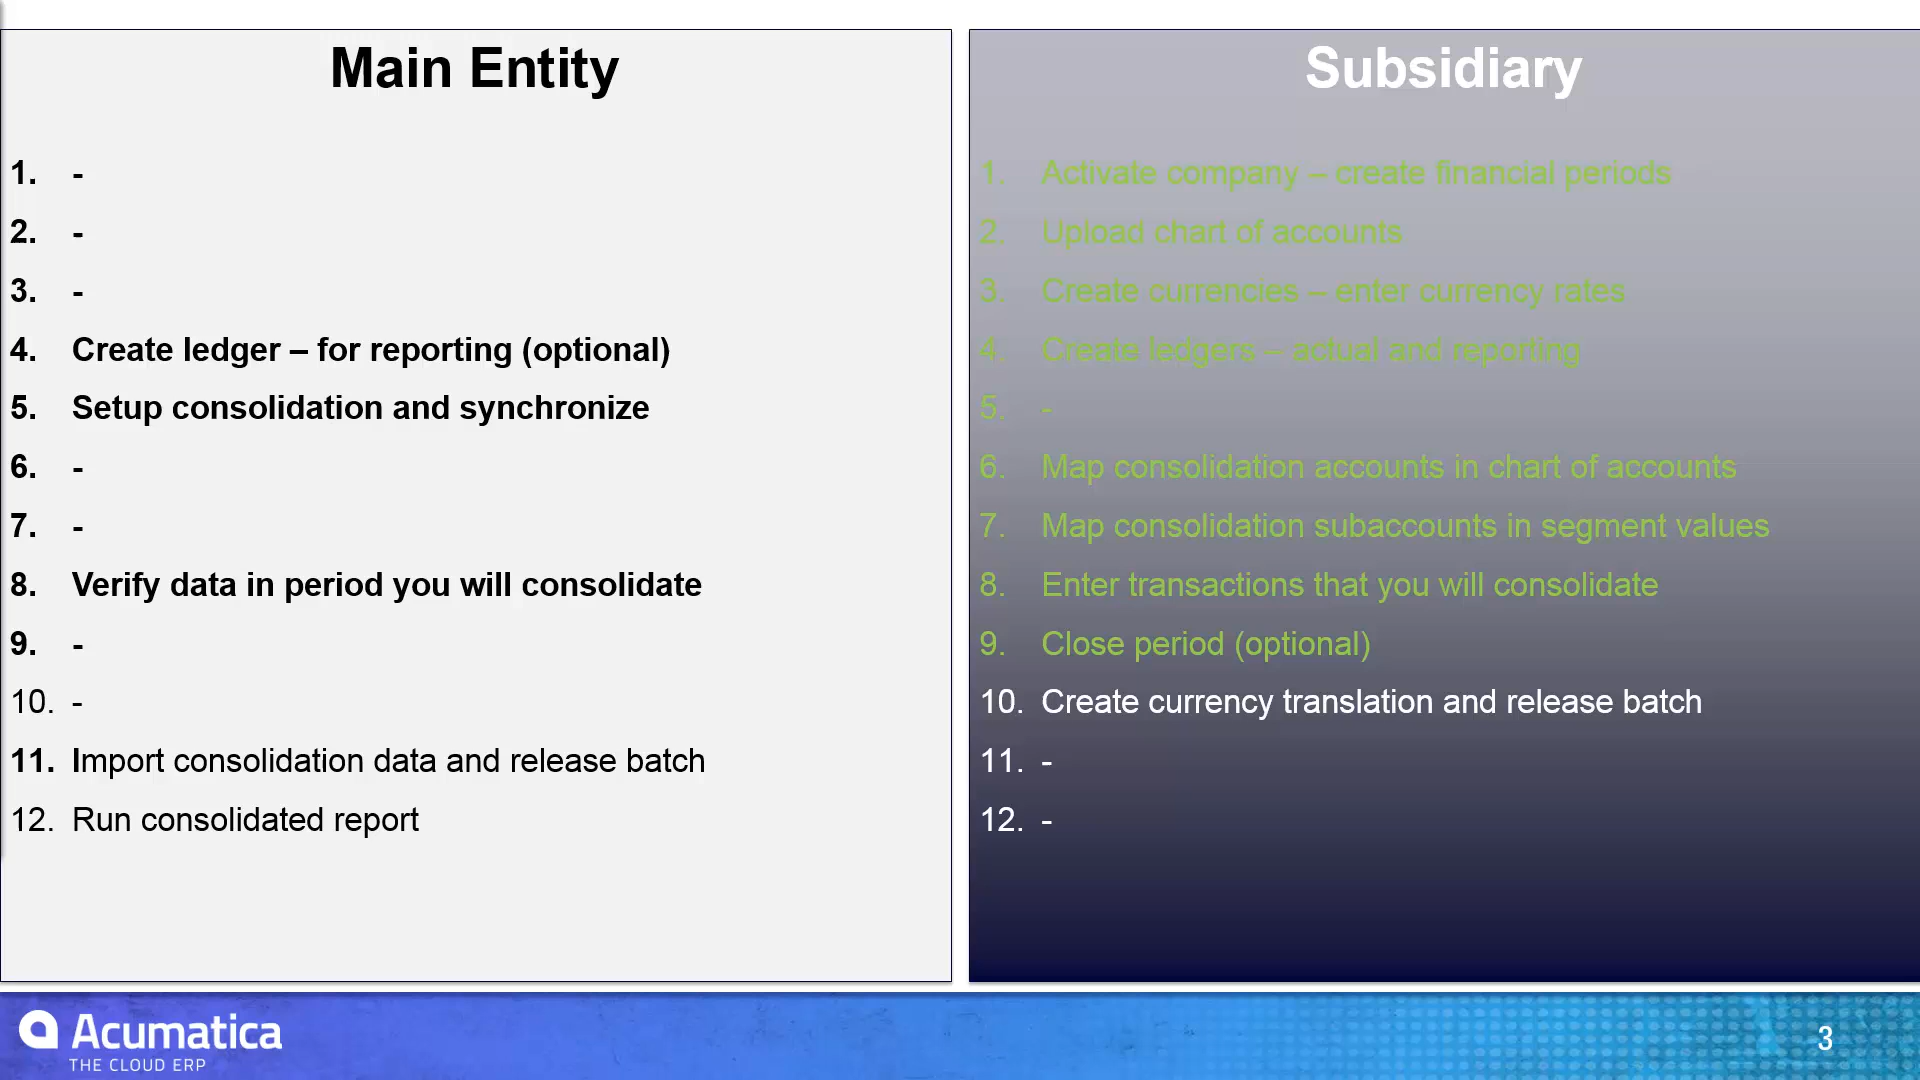 Main Entity
1. -
2. -
3. -
4. Create ledger – for reporting (optional)
5. Setup consolidation and synchronize
6. -
7. -
8. Verify data in period you will consolidate
9. -
10. -
11. Import consolidation data and release batch
12. Run consolidated report
Subsidiary
1. Activate company – create financial periods
2. Upload chart of accounts
3. Create currencies – enter currency rates
4. Create ledgers – actual and reporting
5. -
6. Map consolidation accounts in chart of accounts
7. Map consolidation subaccounts in segment values
8. Enter transactions that you will consolidate
9. Close period (optional)
10. Create currency translation and release batch
11. -
12. -
Acumatica
THE CLOUD ERP
3